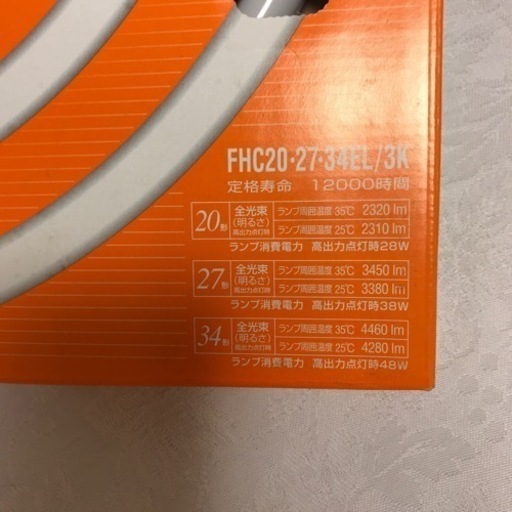 FHC20・27・34EL/3K
定格寿命 12000時間
20形 全光束 (明るさ) 高出力点灯時 ランプ周囲温度 35℃ 2320 lm
ランプ周囲温度 25℃ 2310 lm
ランプ消費電力 高出力点灯時28W
27形 全光束 (明るさ) 高出力点灯時 ランプ周囲温度 35℃ 3450 lm
ランプ周囲温度 25℃ 3380 lm
ランプ消費電力 高出力点灯時38W
34形 全光束 (明るさ) 高出力点灯時 ランプ周囲温度 35℃ 4460 lm
ランプ周囲温度 25℃ 4280 lm
ランプ消費電力 高出力点灯時48W